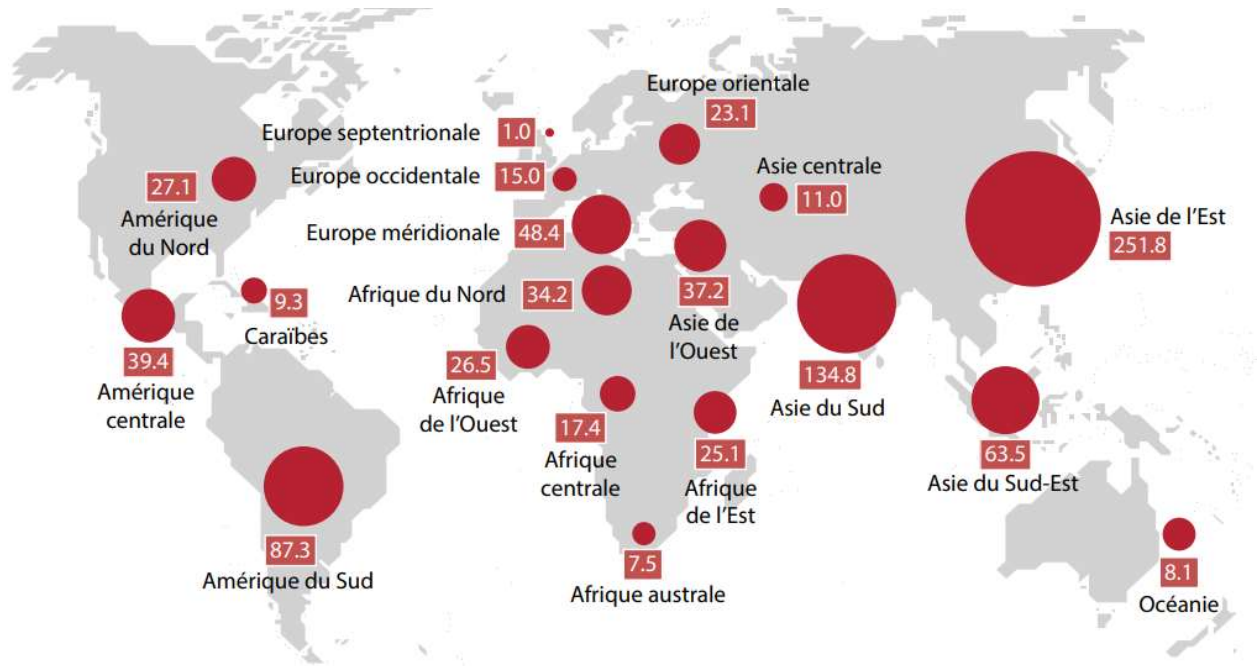 Europe orientale
23.1
Europe septentrionale
1.0
Europe occidentale
15.0
Asie centrale
11.0
27.1
Amérique
du Nord
Europe méridionale
48.4
Asie de l'Est
251.8
Afrique du Nord
34.2
37.2
Asie de
l'Ouest
9.3
Caraïbes
39.4
Amérique
centrale
26.5
Afrique
de l'Ouest
134.8
Asie du Sud
17.4
Afrique
centrale
25.1
Afrique
de l'Est
63.5
Asie du Sud-Est
87.3
Amérique du Sud
7.5
Afrique australe
8.1
Océanie